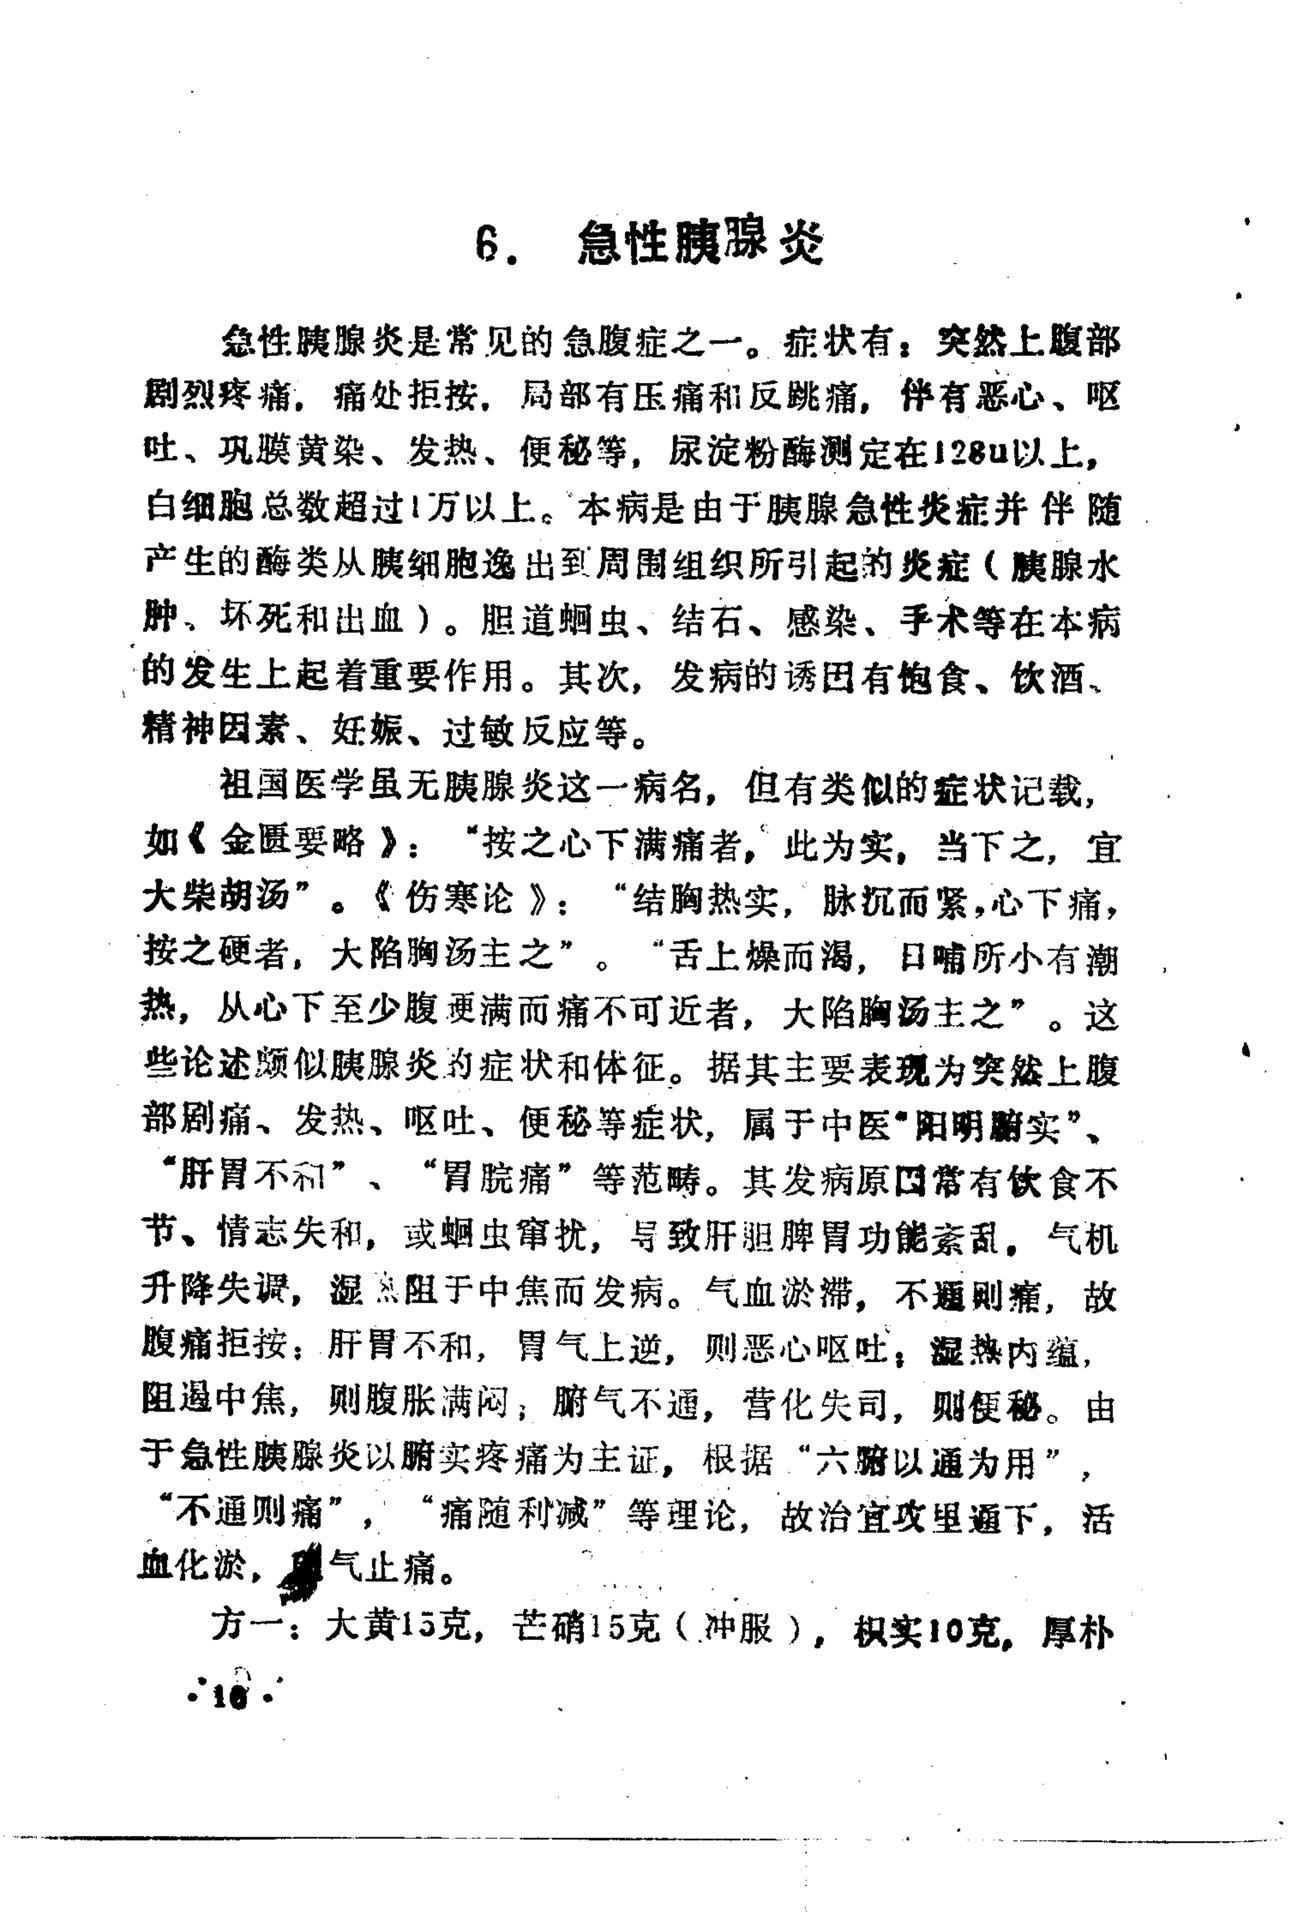 6. 急性胰腺炎
急性胰腺炎是常见的急腹症之一。症状有：突然上腹部
剧烈疼痛，痛处拒按，局部有压痛和反跳痛，伴有恶心、呕
吐、巩膜黄染、发热、便秘等，尿淀粉酶测定在128u以上，
白细胞总数超过1万以上。本病是由于胰腺急性炎症并伴随
产生的酶类从胰细胞逸出到周围组织所引起的炎症（胰腺水
肿、坏死和出血）。胆道蛔虫、结石、感染、手术等在本病
的发生上起着重要作用。其次，发病的诱因有饱食、饮酒、
精神因素、妊娠、过敏反应等。
祖国医学虽无胰腺炎这一病名，但有类似的症状记载，
如《金匮要略》：“按之心下满痛者，此为实，当下之，宜
大柴胡汤”。《伤寒论》：“结胸热实，脉沉而紧，心下痛，
按之硬者，大陷胸汤主之”。“舌上燥而渴，日晡所小有潮
热，从心下至少腹硬满而痛不可近者，大陷胸汤主之”。这
些论述颇似胰腺炎的症状和体征。据其主要表现为突然上腹
部剧痛、发热、呕吐、便秘等症状，属于中医“阳明腑实”、
“肝胃不和”、“胃脘痛”等范畴。其发病原因常有饮食不
节、情志失和，或蛔虫窜扰，导致肝胆脾胃功能紊乱，气机
升降失调，湿热阻于中焦而发病。气血淤滞，不通则痛，故
腹痛拒按；肝胃不和，胃气上逆，则恶心呕吐；湿热内蕴，
阻遏中焦，则腹胀满闷；腑气不通，营化失司，则便秘。由
于急性胰腺炎以腑实疼痛为主证，根据“六腑以通为用”，
“不通则痛”，“痛随利减”等理论，故治宜攻里通下，活
血化淤，气止痛。
方一：大黄15克，芒硝15克（冲服），枳实10克，厚朴
·16·